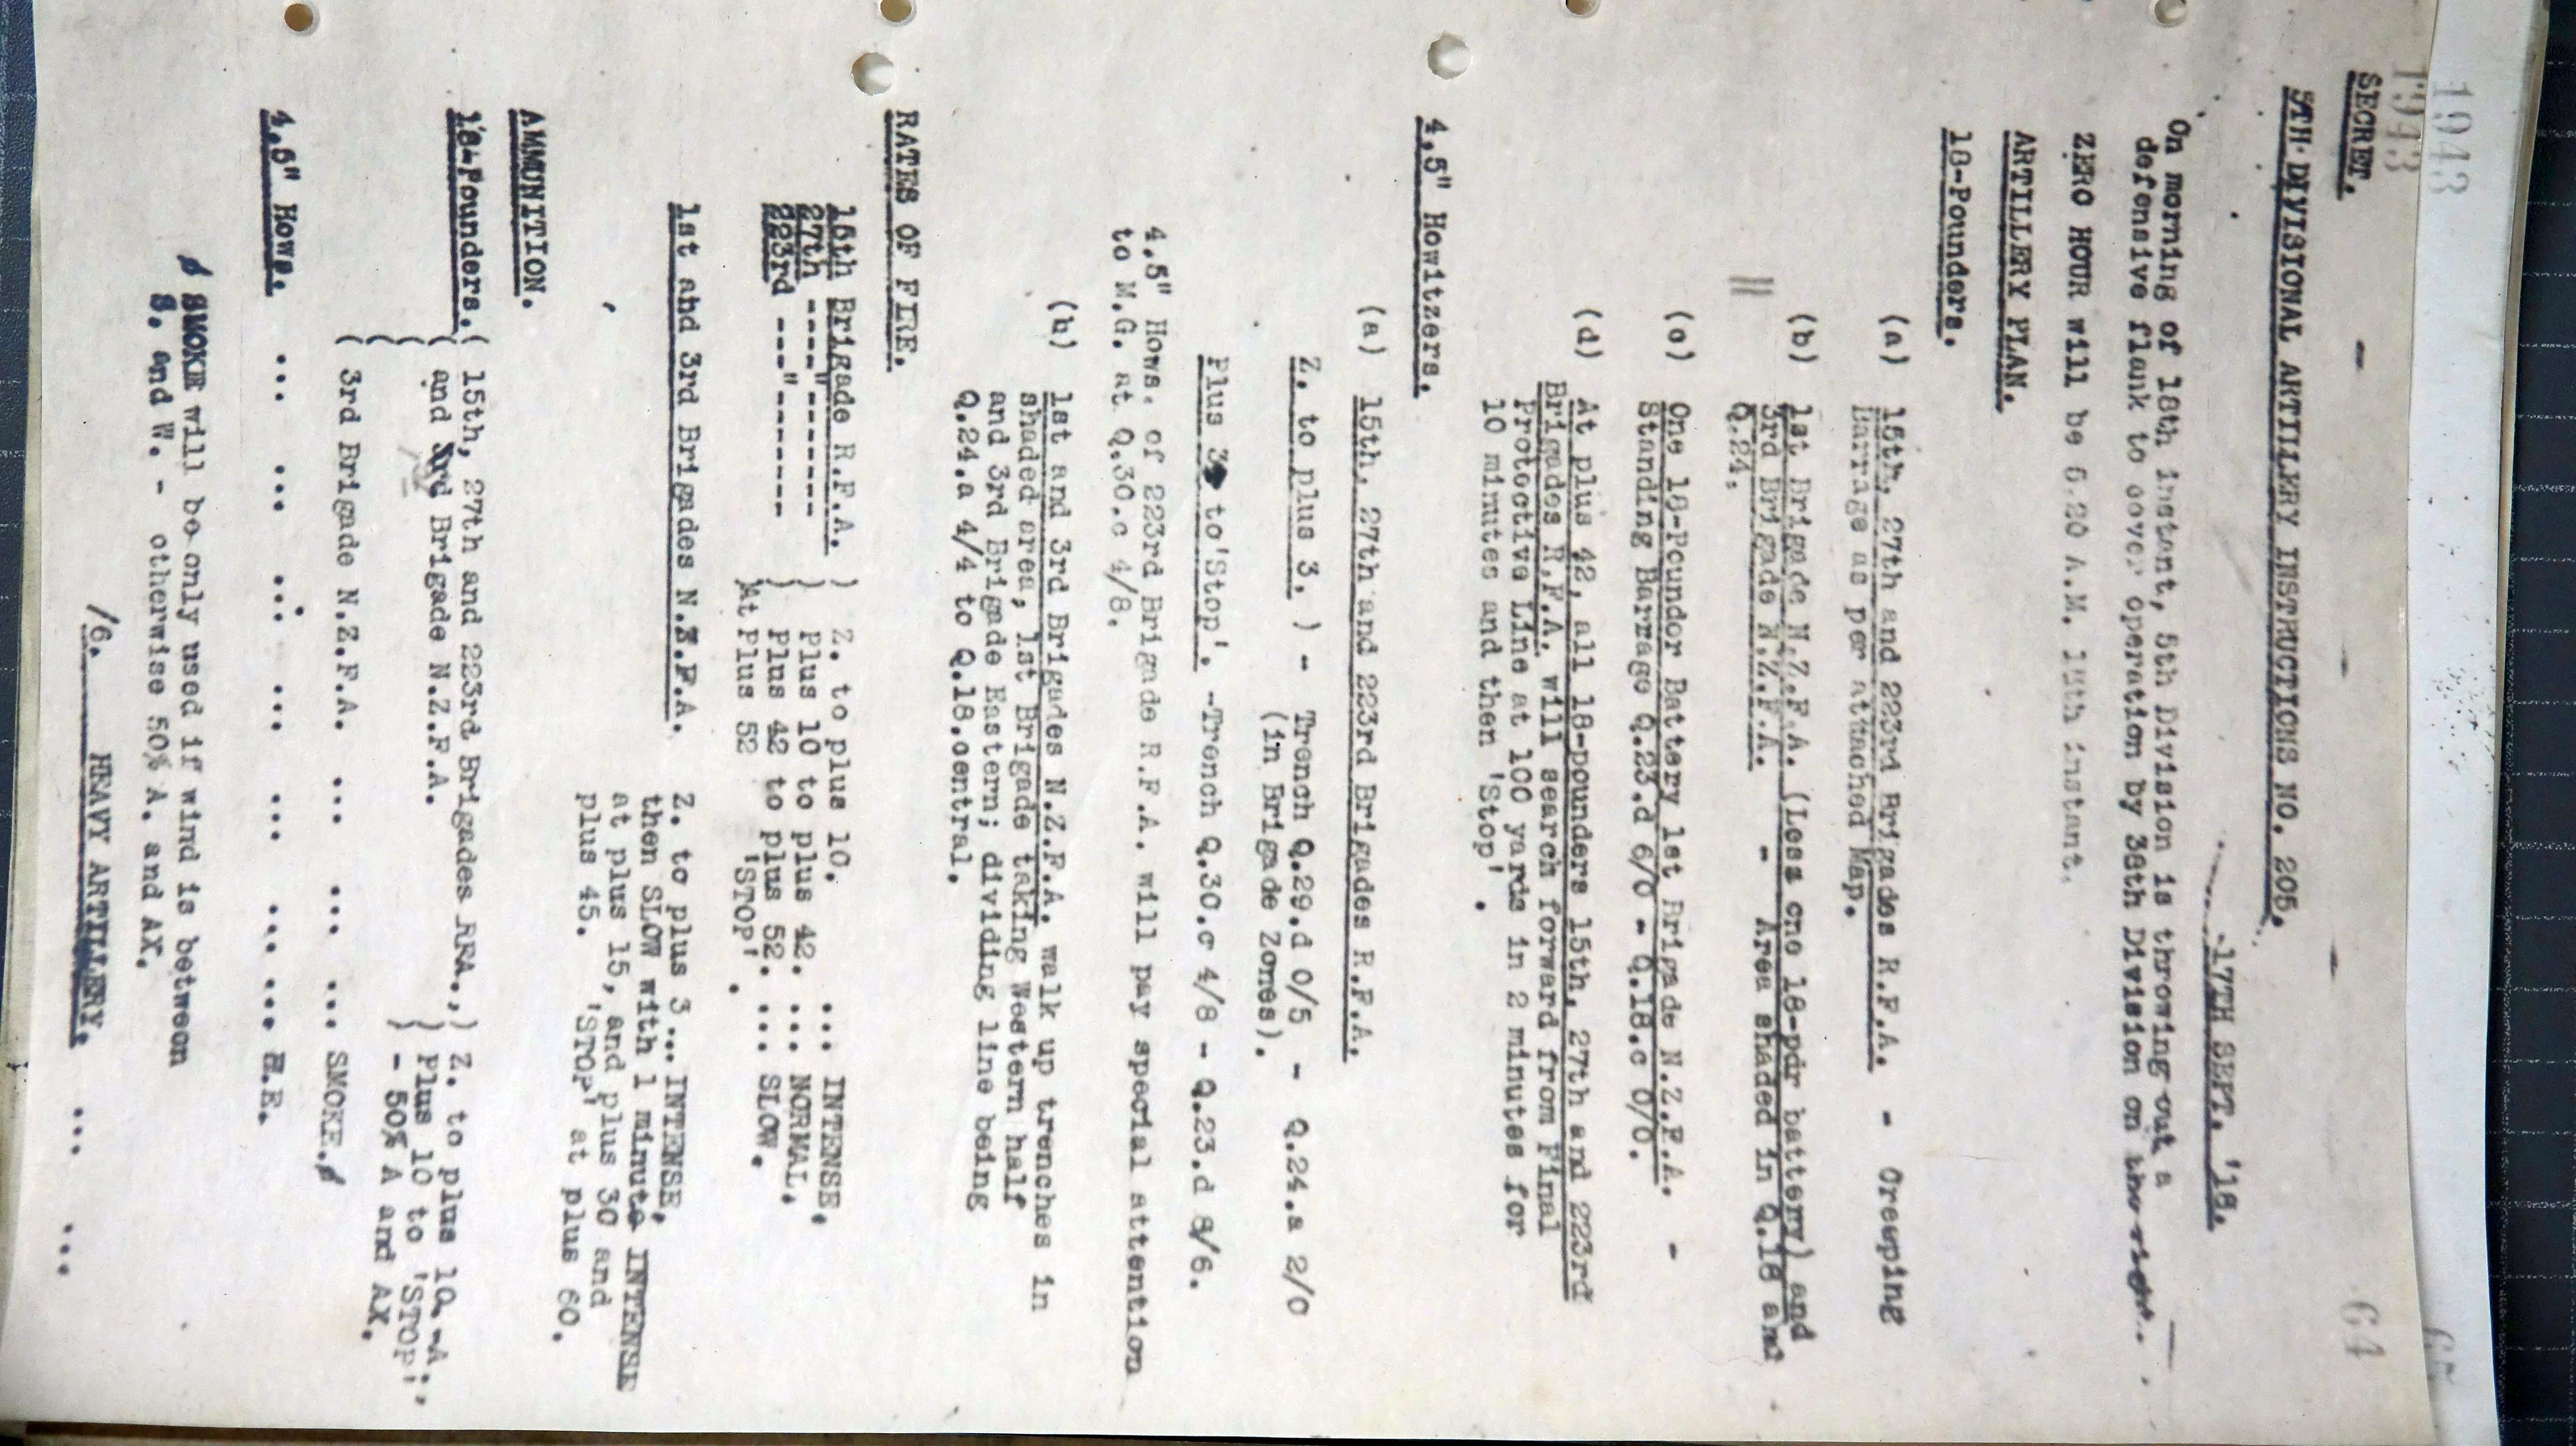 1943
1943
64
65
SECRET.
5TH DIVISIONAL ARTILLERY INSTRUCTIONS NO. 205.
17TH SEPT. '18.
On morning of 18th instant, 5th Division is throwing out a
defensive flank to cover operation by 38th Division on the right.
ZERO HOUR will be 5.20 A.M. 18th instant.
ARTILLERY PLAN.
18-Pounders.
(a) 15th, 27th and 223rd Brigades R.F.A. - Creeping
Barrage as per attached Map.
(b) 1st Brigade N.Z.F.A. (Less one 18-pdr battery) and
3rd Brigade N.Z.F.A. - Area shaded in Q.18 and
Q.24.
(c) One 18-Pounder Battery 1st Brigade N.Z.F.A. -
Standing Barrage Q.23.d 6/0 - Q.18.c 0/0.
(d) At plus 42, all 18-pounders 15th, 27th and 223rd
Brigades R.F.A. will search forward from Final
Protective Line at 100 yards in 2 minutes for
10 minutes and then 'Stop'.
4.5" Howitzers.
(a) 15th, 27th and 223rd Brigades R.F.A.
Z. to plus 3. ) - Trench Q.29.d 0/5 - Q.24.a 2/0
(in Brigade Zones).
Plus 3 to 'Stop'. -Trench Q.30.c 4/8 - Q.23.d 8/6.
4.5" Hows. of 223rd Brigade R.F.A. will pay special attention
to M.G. at Q.30.c 4/8.
(b) 1st and 3rd Brigades N.Z.F.A. walk up trenches in
shaded area, 1st Brigade taking Western half
and 3rd Brigade Eastern; dividing line being
Q.24.a 4/4 to Q.18.central.
RATES OF FIRE.
15th Brigade R.F.A. ) Z. to plus 10. ... INTENSE,
27th ----"------- ) plus 10 to plus 42. ... NORMAL.
223rd ---"------- ) plus 42 to plus 52. ... SLOW.
)At Plus 52 'STOP'.
1st and 3rd Brigades N.Z.F.A. Z. to plus 3 ... INTENSE,
then SLOW with 1 minute INTENSE
at plus 15, and plus 30 and
plus 45. 'STOP' at plus 60.
AMMUNITION.
18-Pounders.( 15th, 27th and 223rd Brigades RFA.,) Z. to plus 10.-A.,
( and 3rd Brigade N.Z.F.A. ) Plus 10 to 'STOP'
( ) - 50% A and AX.
( 3rd Brigade N.Z.F.A. ... ... ... SMOKE.
4.5" Hows. ... ... ... ... ... ... ... H.E.
SMOKE will be only used if wind is between
S. and W. - otherwise 50% A. and AX.
/6. HEAVY ARTILLERY. ... ...